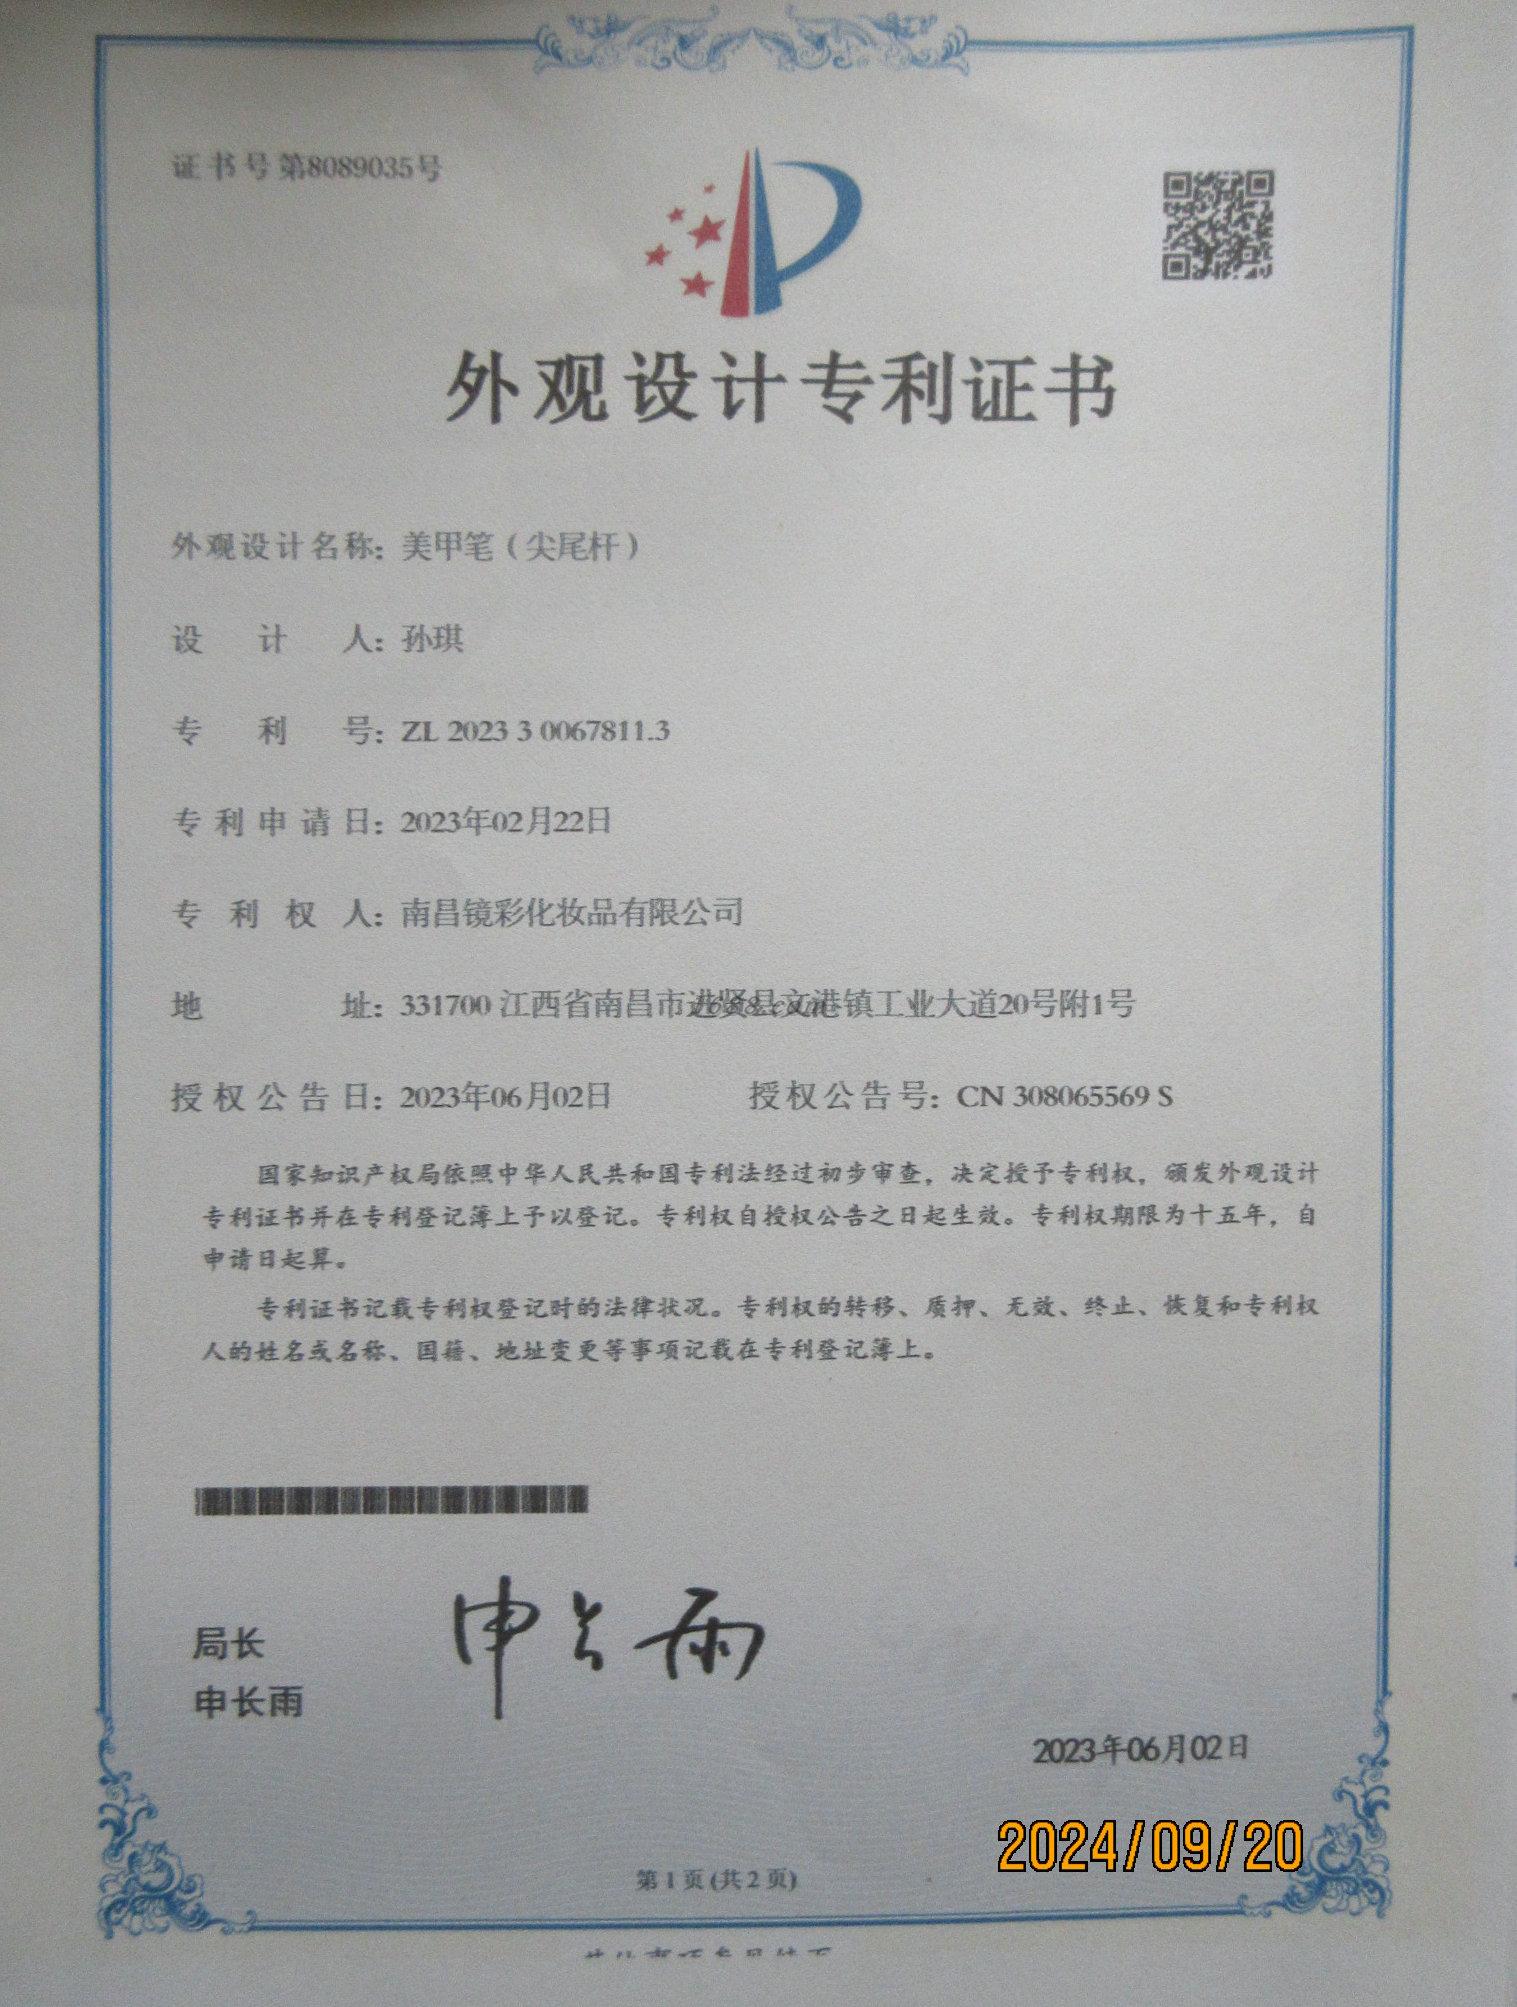 证书号第8089035号
外观设计专利证书
外观设计名称：美甲笔（尖尾杆）
设计人：孙琪
专利号：ZL 2023 3 0067811.3
专利申请日：2023年02月22日
专利权人：南昌镜彩化妆品有限公司
地址：331700 江西省南昌市进贤县文港镇工业大道20号附1号
1688.com
授权公告日：2023年06月02日 授权公告号：CN 308065569 S
国家知识产权局依照中华人民共和国专利法经过初步审查，决定授予专利权，颁发外观设计
专利证书并在专利登记簿上予以登记。专利权自授权公告之日起生效。专利权期限为十五年，自
申请日起算。
专利证书记载专利权登记时的法律状况。专利权的转移、质押、无效、终止、恢复和专利权
人的姓名或名称、国籍、地址变更等事项记载在专利登记簿上。
局长
申长雨
申长雨
2023年06月02日
2024/09/20
第 1 页 (共 2 页)